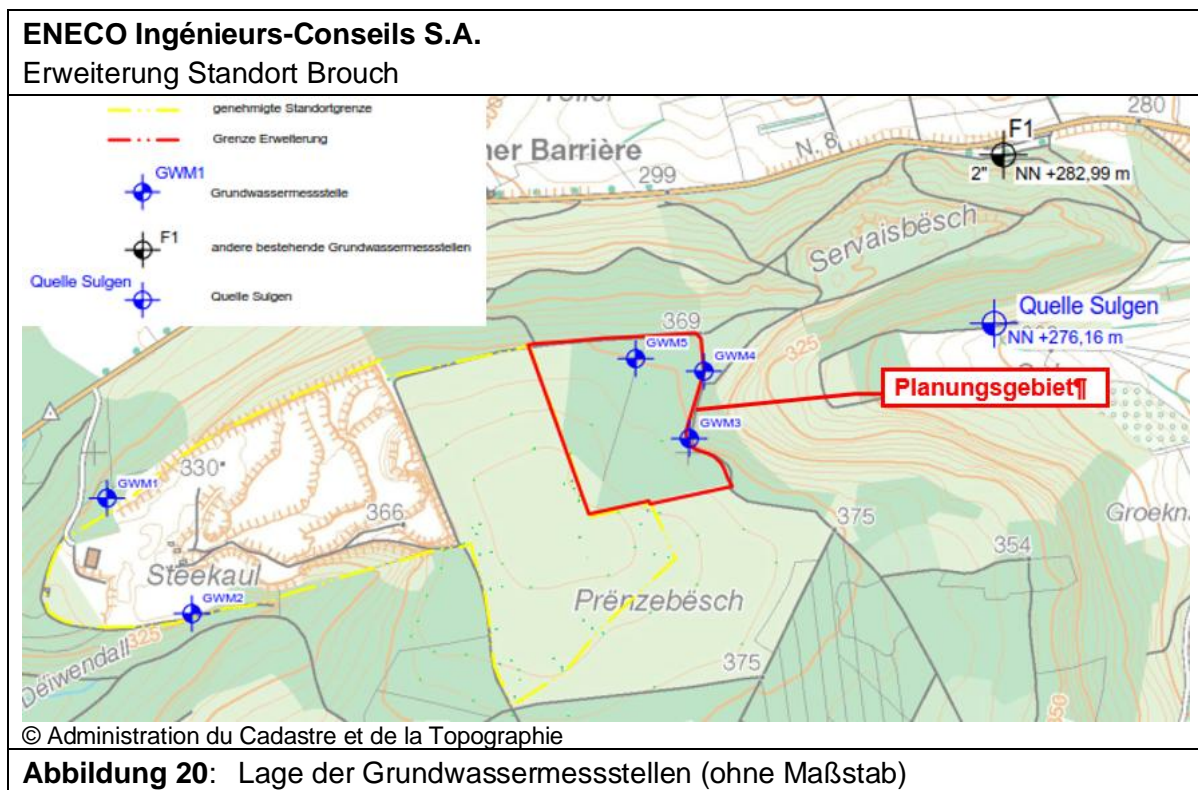 ENECO Ingénieurs-Conseils S.A.
Erweiterung Standort Brouch
genehmigte Standortgrenze
Grenze Erweiterung
GWM1
Grundwassermessstelle
F1
andere bestehende Grundwassermessstellen
Quelle Sulgen
Quelle Sulgen
280
F1
ner Barrière
N. 8
299
2" NN +282,99 m
Servaisbësch
Quelle Sulgen
NN +276,16 m
369
325
GWM5
GWM4
Planungsgebiet¶
GWM3
330
GWM1
366
375
Groekn
354
Steekaul
GWM2
Prënzebësch
Déiwendall
325
375
350
© Administration du Cadastre et de la Topographie
Abbildung 20: Lage der Grundwassermessstellen (ohne Maßstab)